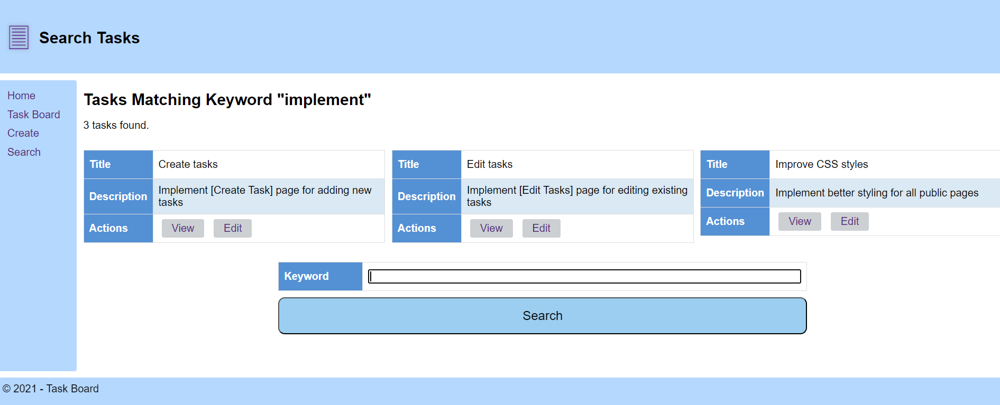 Search Tasks
Home
Task Board
Create
Search
Tasks Matching Keyword "implement"
3 tasks found.
Title
Create tasks
Description
Implement [Create Task] page for adding new
tasks
Actions
View
Edit
Title
Edit tasks
Description
Implement [Edit Tasks] page for editing existing
tasks
Actions
View
Edit
Title
Improve CSS styles
Description
Implement better styling for all public pages
Actions
View
Edit
Keyword
Search
© 2021 - Task Board